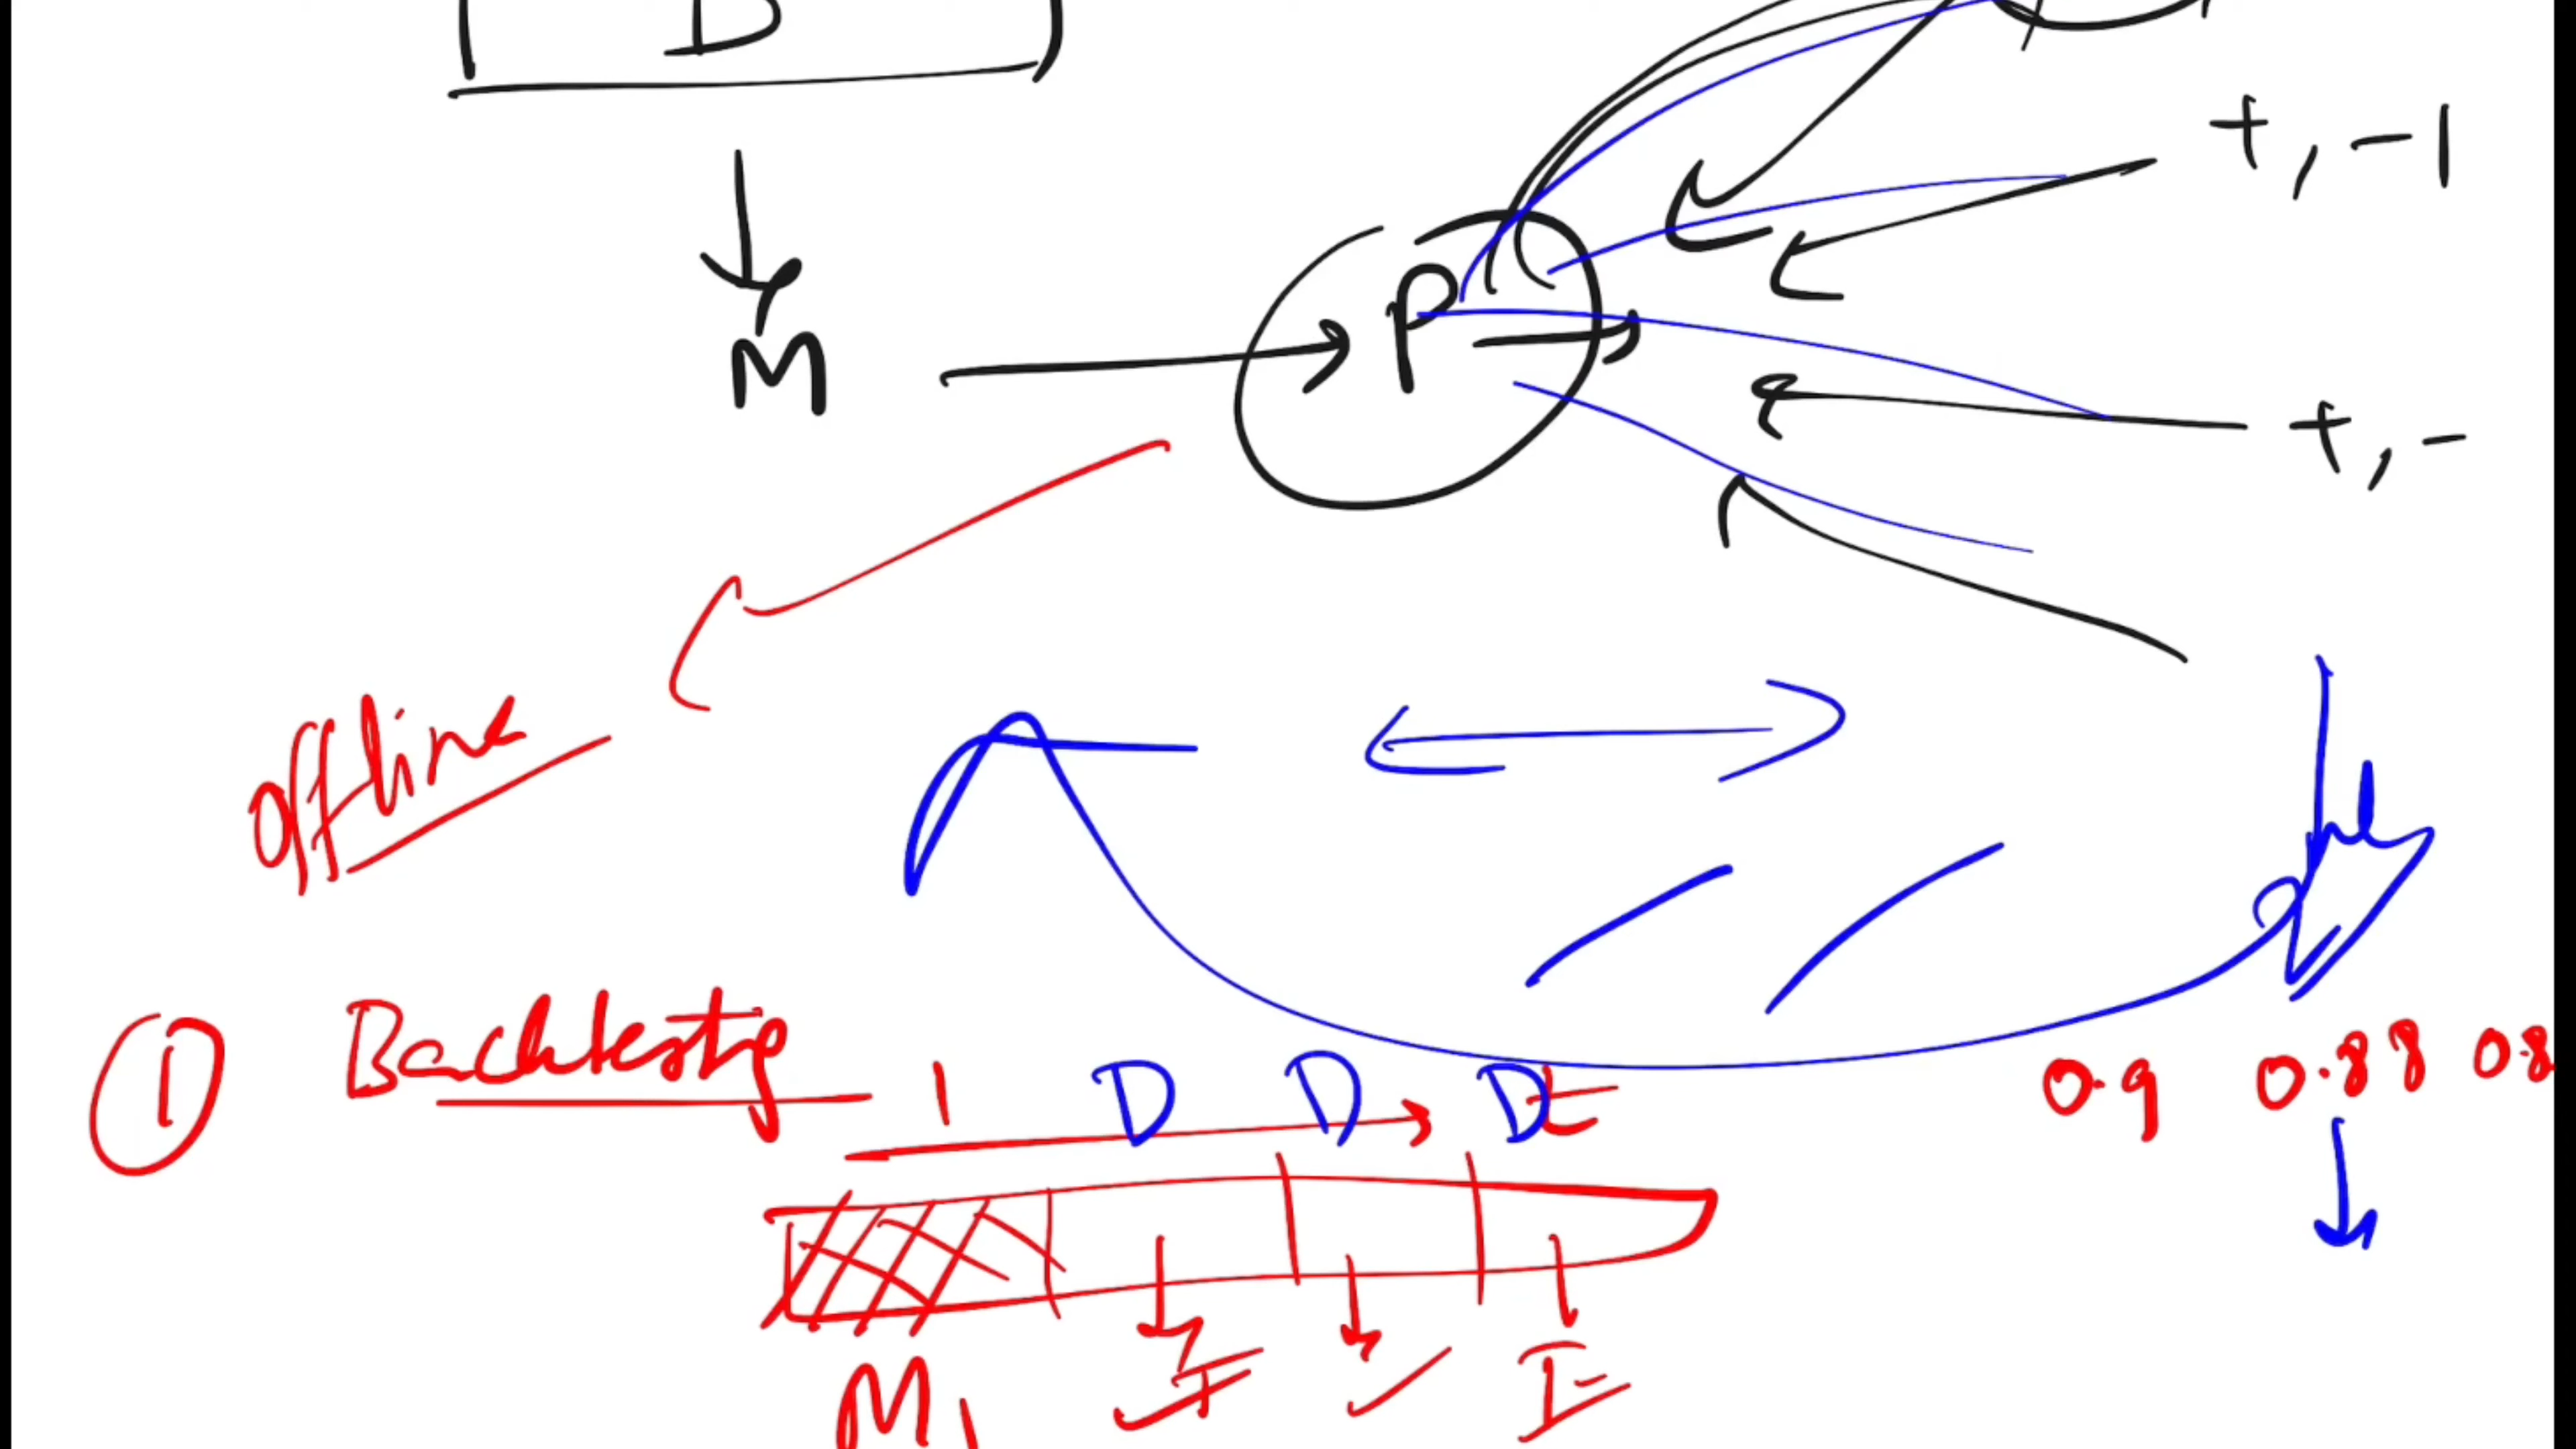 D
+, -1
P
M
+, -
offline
① Backtesting
0.9 0.88 0.8
1 D D D E
M1